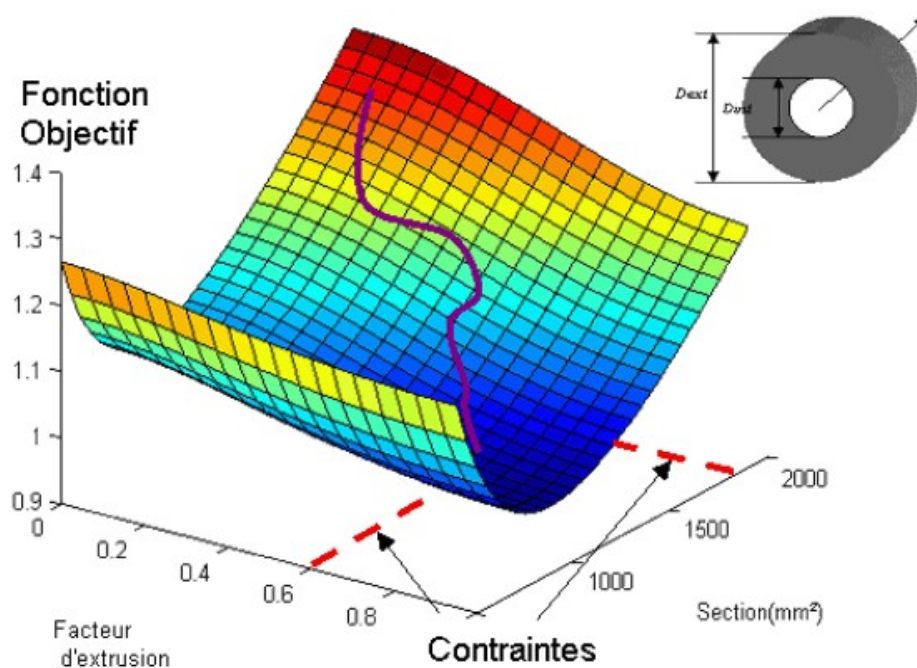 Fonction
Objectif
Dext
Dint
1.4
1.3
1.2
1.1
1
0.9
0
0.2
0.4
0.6
0.8
2000
1500
1000
Section(mm²)
Facteur
d'extrusion
Contraintes